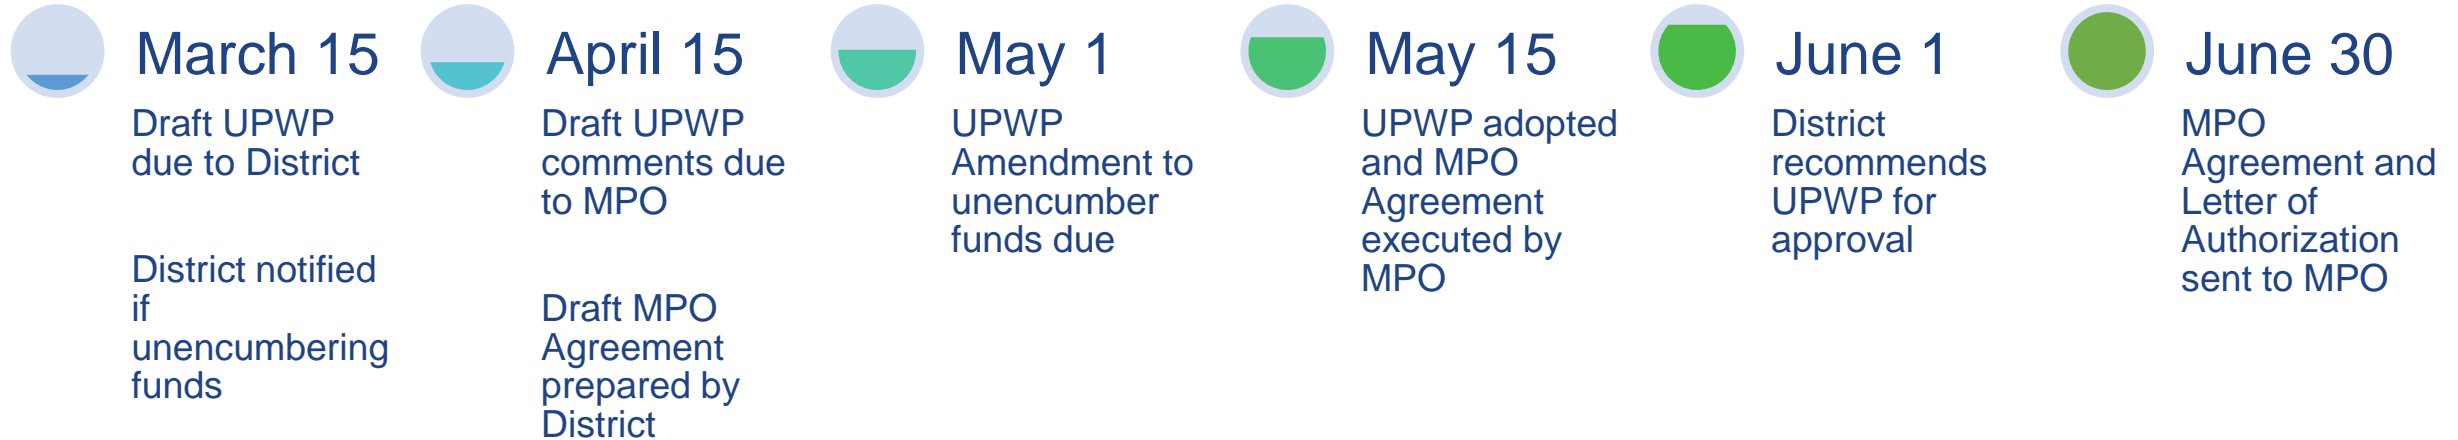 March 15
Draft UPWP
due to District
District notified
if
unencumbering
funds
April 15
Draft UPWP
comments due
to MPO
Draft MPO
Agreement
prepared by
District
May 1
UPWP
Amendment to
unencumber
funds due
May 15
UPWP adopted
and MPO
Agreement
executed by
MPO
June 1
District
recommends
UPWP for
approval
June 30
MPO
Agreement and
Letter of
Authorization
sent to MPO